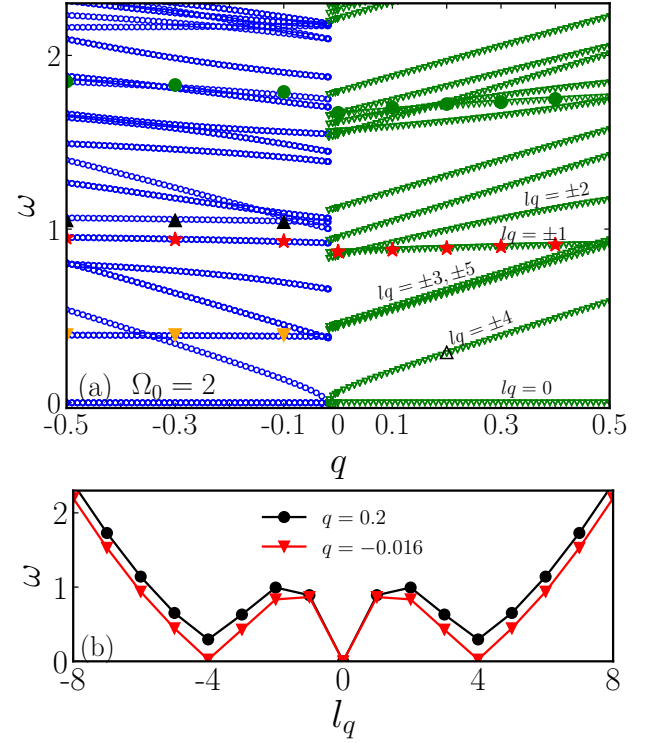 2
ω
1
0
lq = ±2
lq = ±1
lq = ±3, ±5
lq = ±4
lq = 0
(a) Ω₀ = 2
-0.5 -0.3 -0.1 0 0.1 0.3 0.5
q
2
ω
1
0
q = 0.2
q = −0.016
(b)
-8 -4 0 4 8
l_q